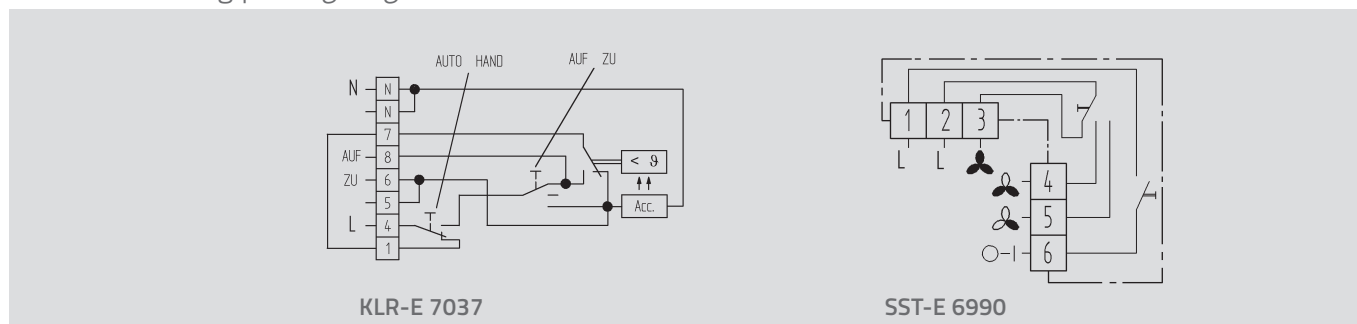 AUTO HAND AUF ZU
N N
N
7
AUF 8
ZU 6
5
L 4
1
< ϑ
Acc.
KLR-E 7037
1 2 3
L L
4
5
6
SST-E 6990